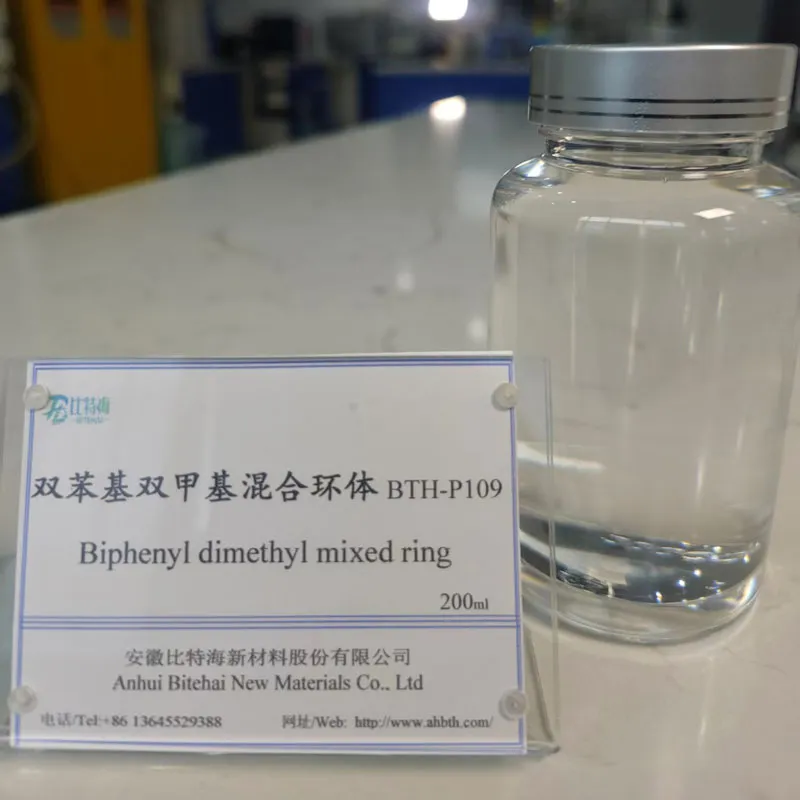 比特海
双苯基双甲基混合环体 BTH-P109
Biphenyl dimethyl mixed ring
200ml
安徽比特海新材料股份有限公司
Anhui Bitehai New Materials Co., Ltd
电话/Tel:+86 13645529388 网址/Web: http://www.ahbth.com/